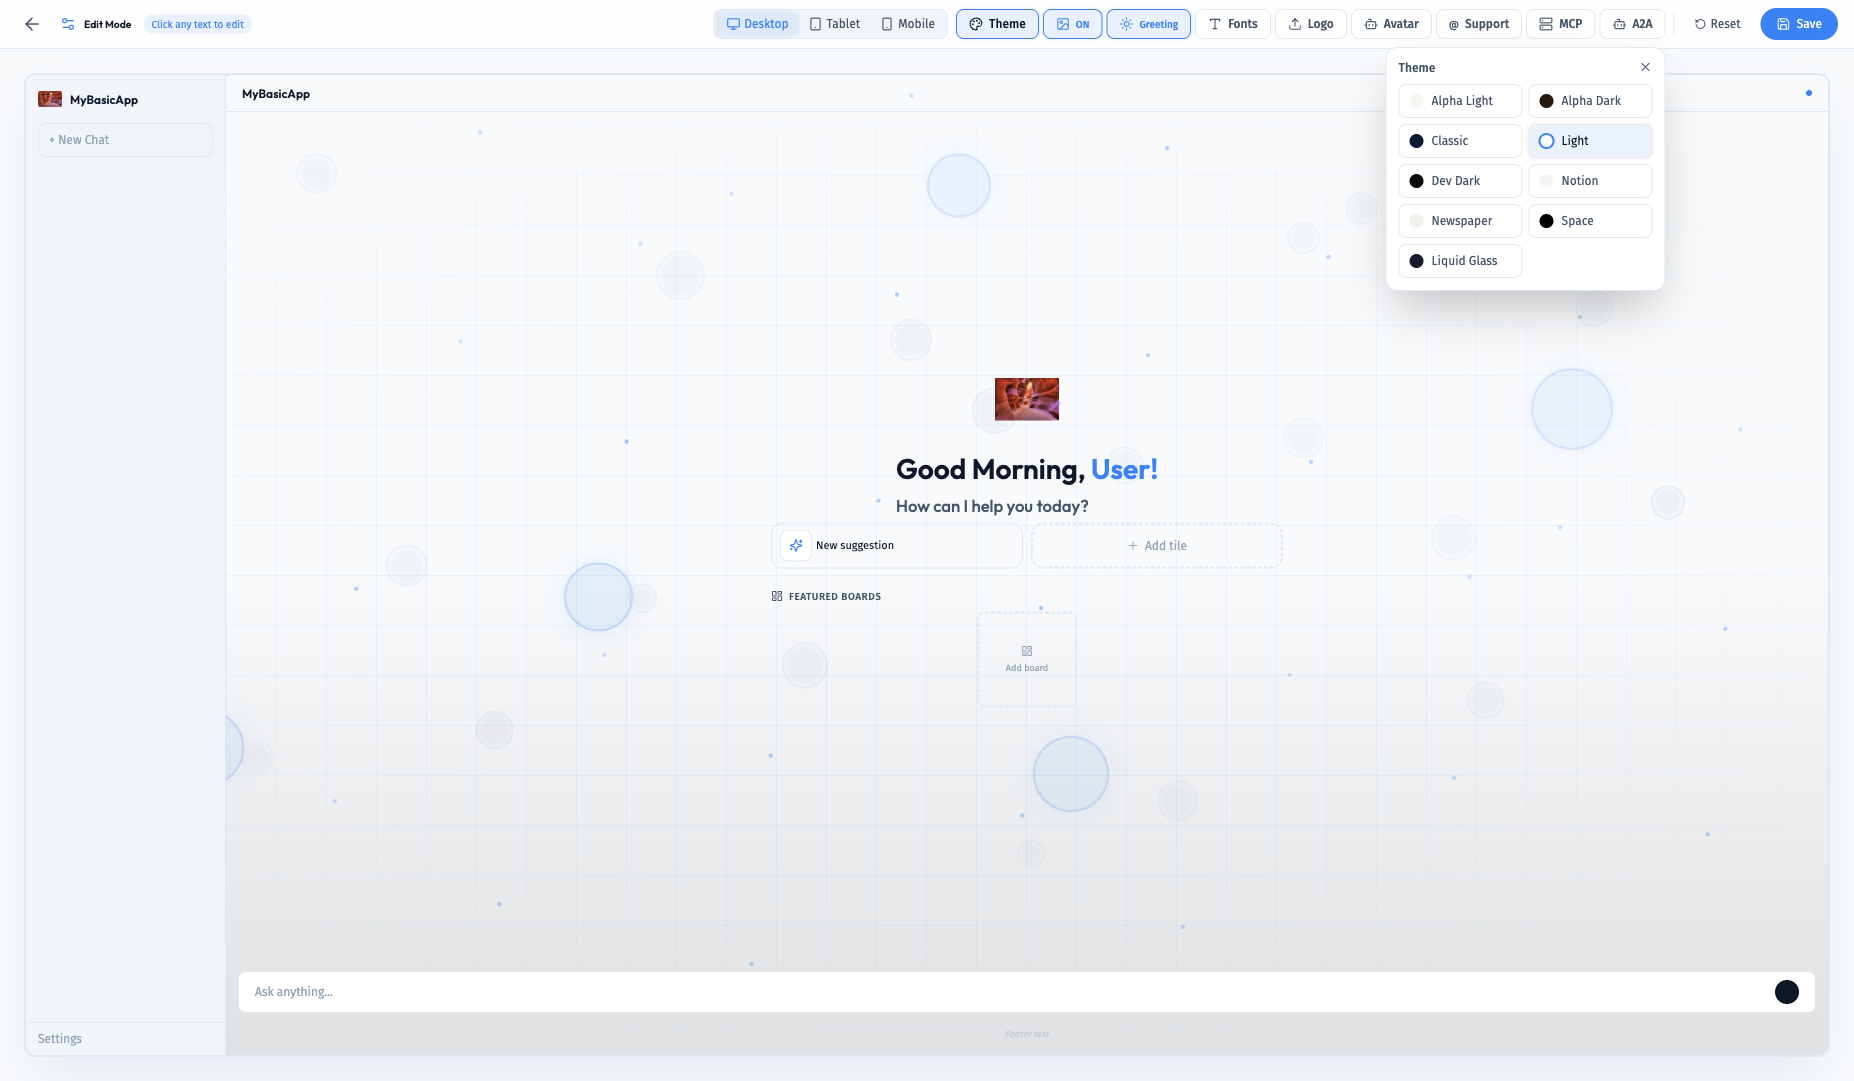 Edit Mode
Click any text to edit
Desktop
Tablet
Mobile
Theme
ON
Greeting
Fonts
Logo
Avatar
@ Support
MCP
A2A
Reset
Save
Theme
Alpha Light
Alpha Dark
Classic
Light
Dev Dark
Notion
Newspaper
Space
Liquid Glass
MyBasicApp
+ New Chat
MyBasicApp
Good Morning, User!
How can I help you today?
New suggestion
+ Add tile
FEATURED BOARDS
Add board
Ask anything...
Footer text
Settings